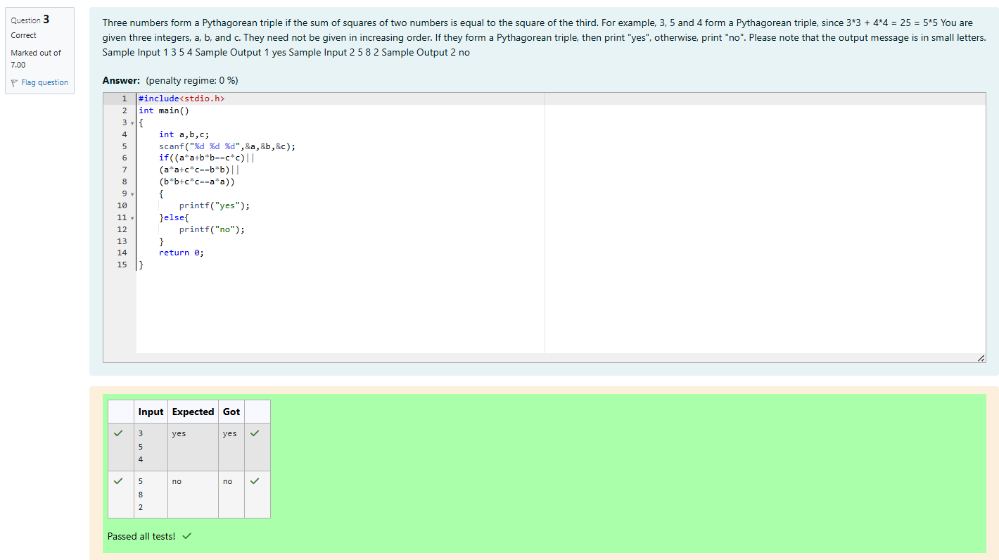 Question 3
Correct
Marked out of
7.00
Flag question
Three numbers form a Pythagorean triple if the sum of squares of two numbers is equal to the square of the third. For example, 3, 5 and 4 form a Pythagorean triple, since 3*3 + 4*4 = 25 = 5*5 You are
given three integers, a, b, and c. They need not be given in increasing order. If they form a Pythagorean triple, then print "yes", otherwise, print "no". Please note that the output message is in small letters.
Sample Input 1 3 5 4 Sample Output 1 yes Sample Input 2 5 8 2 Sample Output 2 no
Answer: (penalty regime: 0 %)
1 #include<stdio.h>
2 int main()
3 {
4     int a,b,c;
5     scanf("%d %d %d",&a,&b,&c);
6     if((a*a+b*b==c*c)||
7     (a*a+c*c==b*b)||
8     (b*b+c*c==a*a))
9     {
10         printf("yes");
11     }else{
12         printf("no");
13     }
14     return 0;
15 }
Input Expected Got
3 yes yes
5
4
5 no no
8
2
Passed all tests!